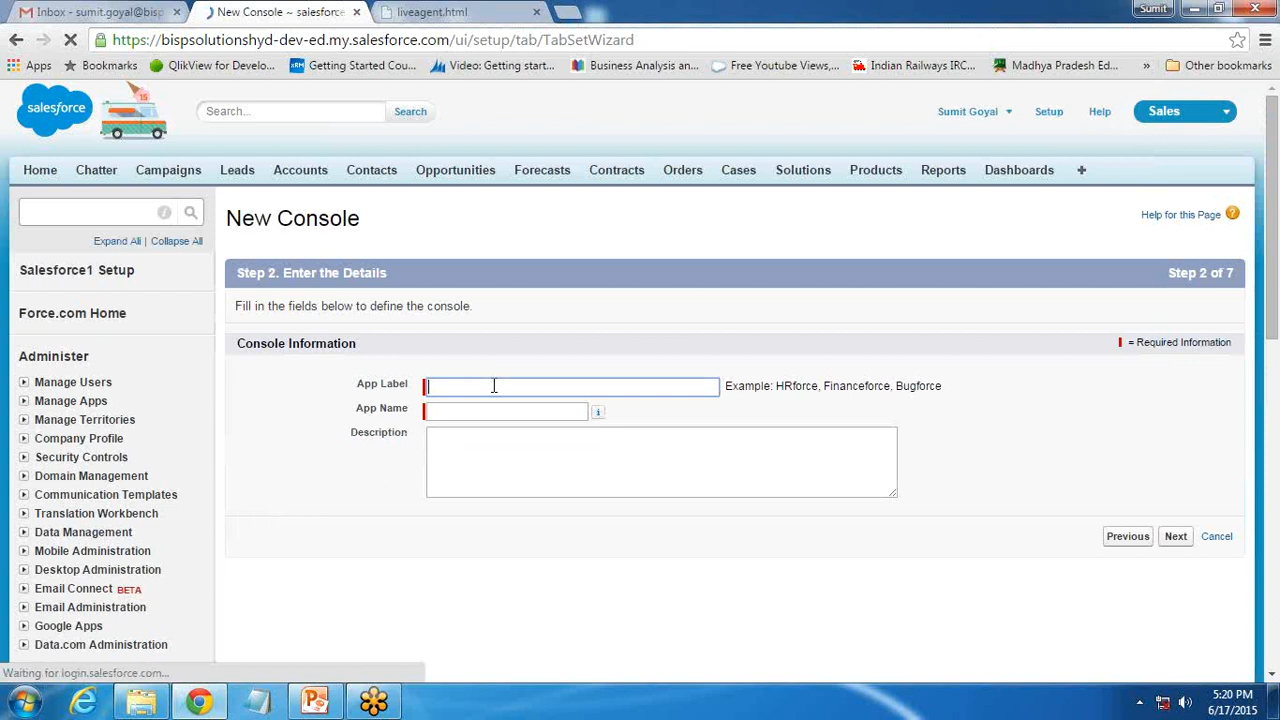 Inbox - sumit.goyal@bisp
New Console ~ salesforce
liveagent.html
Sumit
https://bispsolutionshyd-dev-ed.my.salesforce.com/ui/setup/tab/TabSetWizard
Apps
Bookmarks
QlikView for Develo...
Getting Started Cou...
Video: Getting start...
Business Analysis an...
Free Youtube Views,...
Indian Railways IRC...
Madhya Pradesh Ed...
»
Other bookmarks
salesforce
15
Search...
Search
Sumit Goyal
Setup
Help
Sales
Home
Chatter
Campaigns
Leads
Accounts
Contacts
Opportunities
Forecasts
Contracts
Orders
Cases
Solutions
Products
Reports
Dashboards
+
Expand All | Collapse All
Salesforce1 Setup
Force.com Home
Administer
Manage Users
Manage Apps
Manage Territories
Company Profile
Security Controls
Domain Management
Communication Templates
Translation Workbench
Data Management
Mobile Administration
Desktop Administration
Email Connect BETA
Email Administration
Google Apps
Data.com Administration
New Console
Help for this Page
Step 2. Enter the Details
Step 2 of 7
Fill in the fields below to define the console.
Console Information
= Required Information
App Label
Example: HRforce, Financeforce, Bugforce
App Name
Description
Previous
Next
Cancel
Waiting for login.salesforce.com...
5:20 PM
6/17/2015